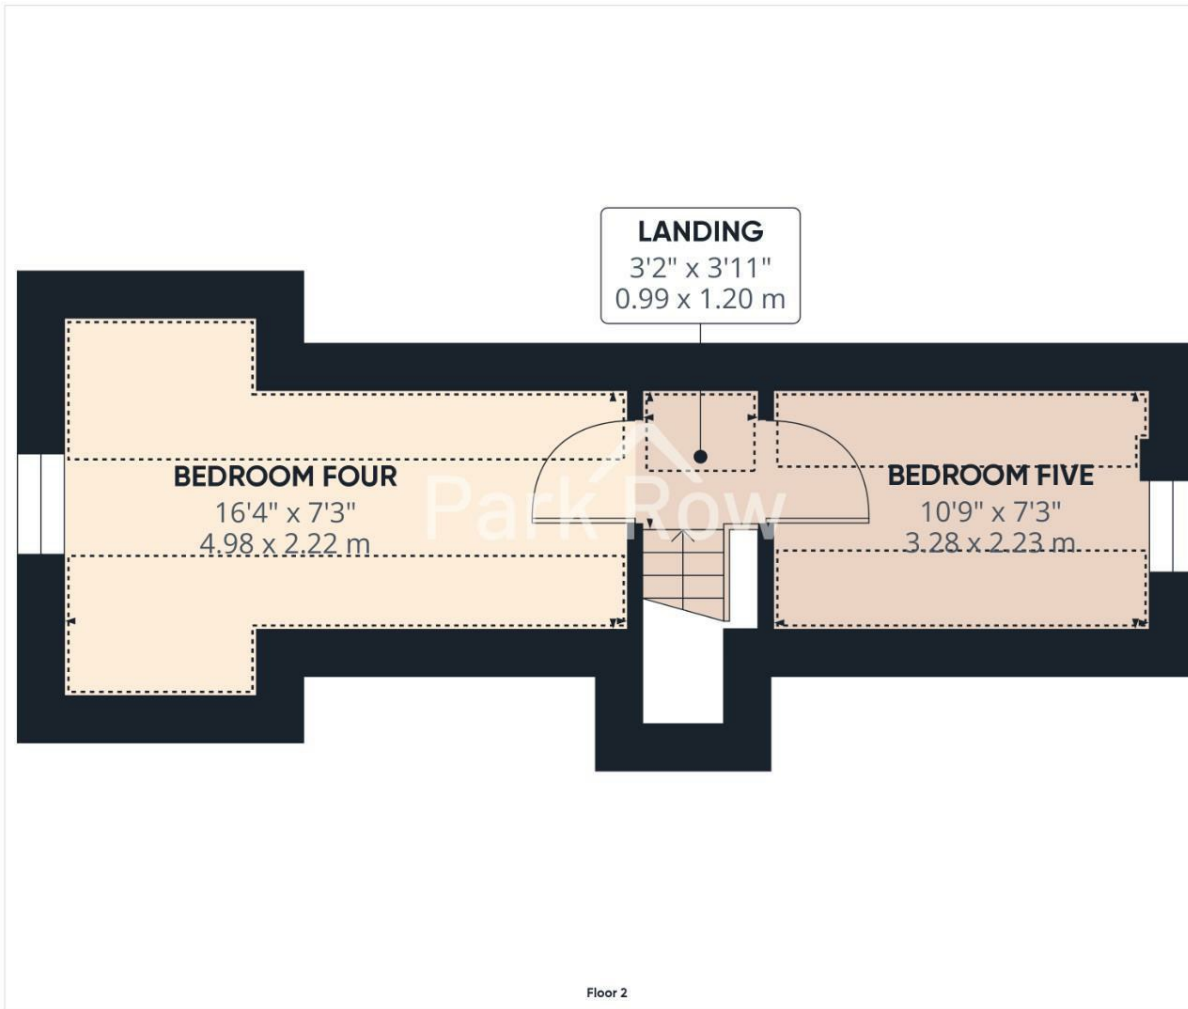 LANDING
3'2" x 3'11"
0.99 x 1.20 m
BEDROOM FOUR
16'4" x 7'3"
4.98 x 2.22 m
Park Row
BEDROOM FIVE
10'9" x 7'3"
3.28 x 2.23 m
Floor 2